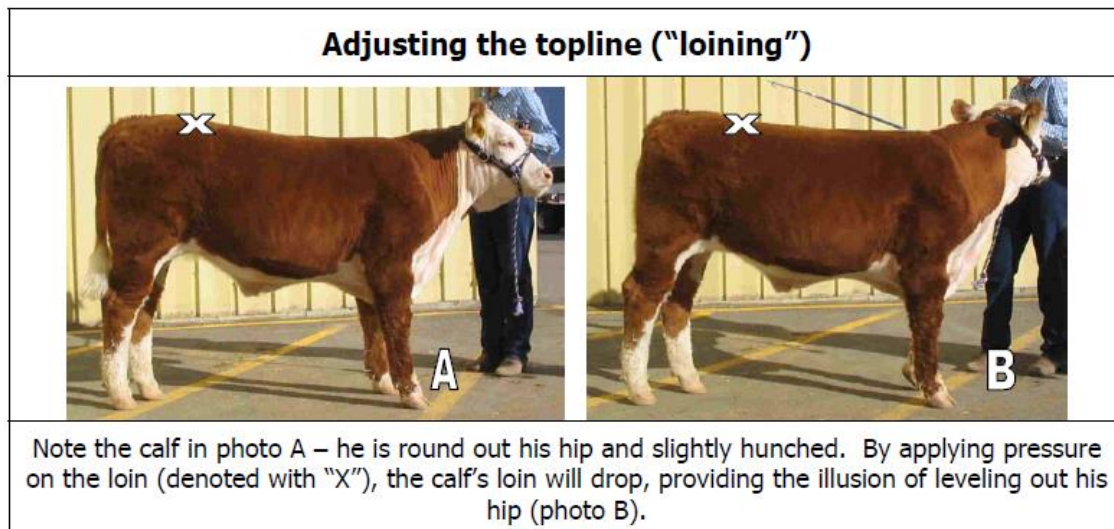 Adjusting the topline (“loining”)
X
X
A
B
Note the calf in photo A – he is round out his hip and slightly hunched.  By applying pressure
on the loin (denoted with “X”), the calf’s loin will drop, providing the illusion of leveling out his
hip (photo B).